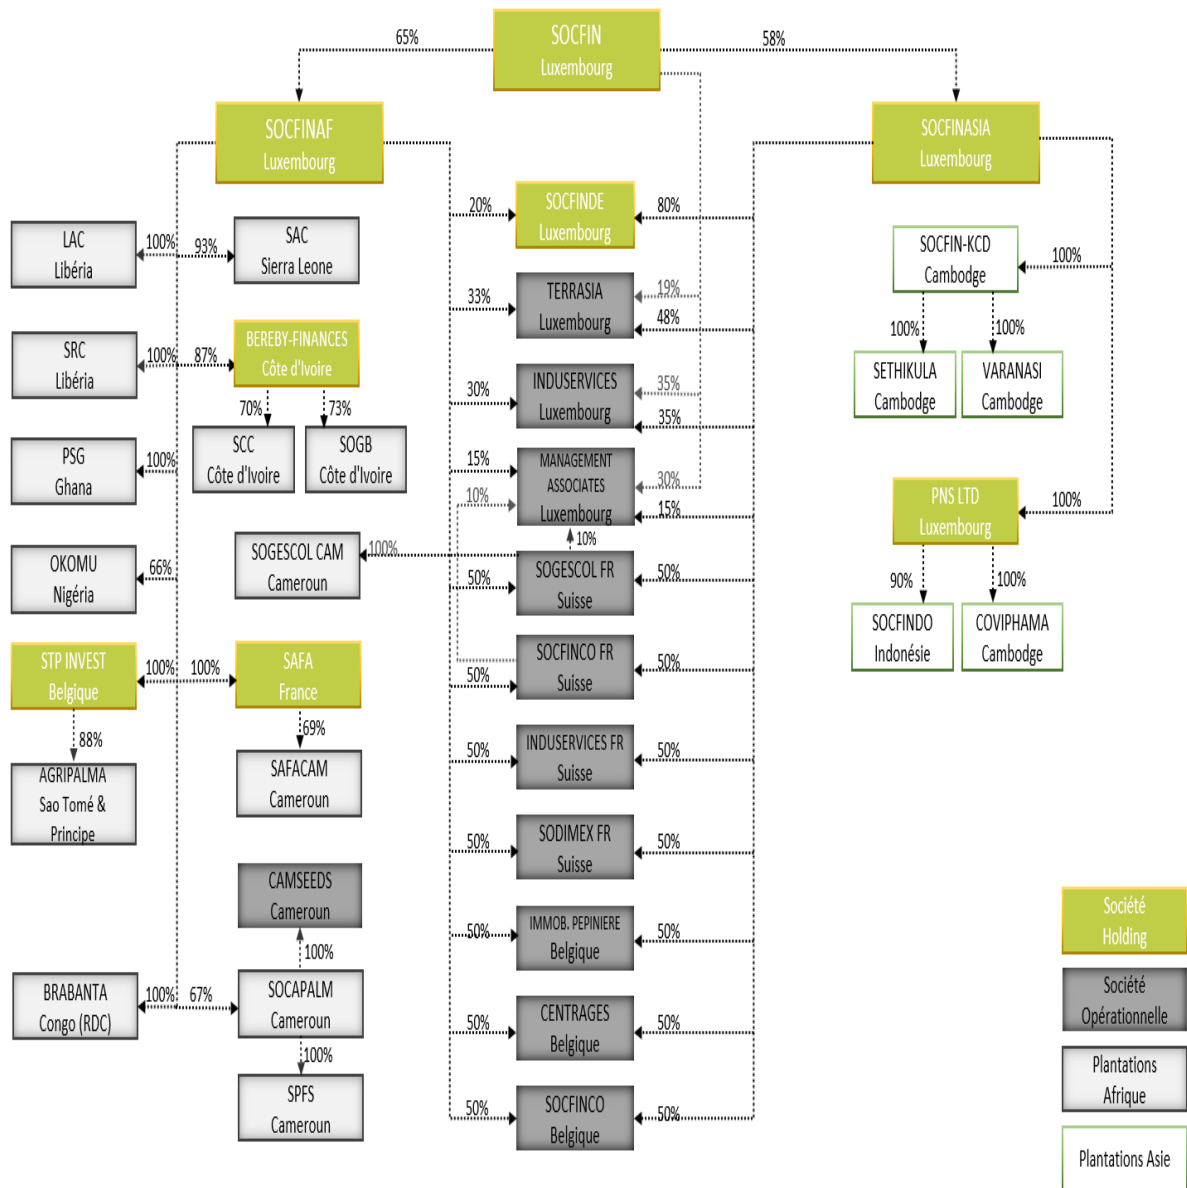 SOCFIN
Luxembourg
65%
58%
SOCFINAF
Luxembourg
SOCFINASIA
Luxembourg
20%
SOCFINDE
Luxembourg
80%
LAC
Libéria
100%
93%
SAC
Sierra Leone
SOCFIN-KCD
Cambodge
100%
33%
TERRASIA
Luxembourg
19%
48%
SRC
Libéria
100%
87%
BEREBY-FINANCES
Côte d'Ivoire
100%
100%
SETHIKULA
Cambodge
VARANASI
Cambodge
30%
INDUSERVICES
Luxembourg
35%
35%
70%
73%
SCC
Côte d'Ivoire
SOGB
Côte d'Ivoire
PSG
Ghana
100%
15%
10%
MANAGEMENT
ASSOCIATES
Luxembourg
30%
15%
10%
PNS LTD
Luxembourg
100%
OKOMU
Nigéria
66%
SOGESCOL CAM
Cameroun
100%
50%
SOGESCOL FR
Suisse
50%
90%
100%
SOCFINDO
Indonésie
COVIPHAMA
Cambodge
STP INVEST
Belgique
100%
100%
SAFA
France
50%
SOCFINCO FR
Suisse
50%
88%
69%
AGRIPALMA
Sao Tomé &
Principe
SAFACAM
Cameroun
50%
INDUSERVICES FR
Suisse
50%
50%
SODIMEX FR
Suisse
50%
CAMSEEDS
Cameroun
100%
50%
IMMOB. PEPINIERE
Belgique
50%
BRABANTA
Congo (RDC)
100%
67%
SOCAPALM
Cameroun
100%
50%
CENTRAGES
Belgique
50%
SPFS
Cameroun
50%
SOCFINCO
Belgique
50%
Société
Holding
Société
Opérationnelle
Plantations
Afrique
Plantations Asie